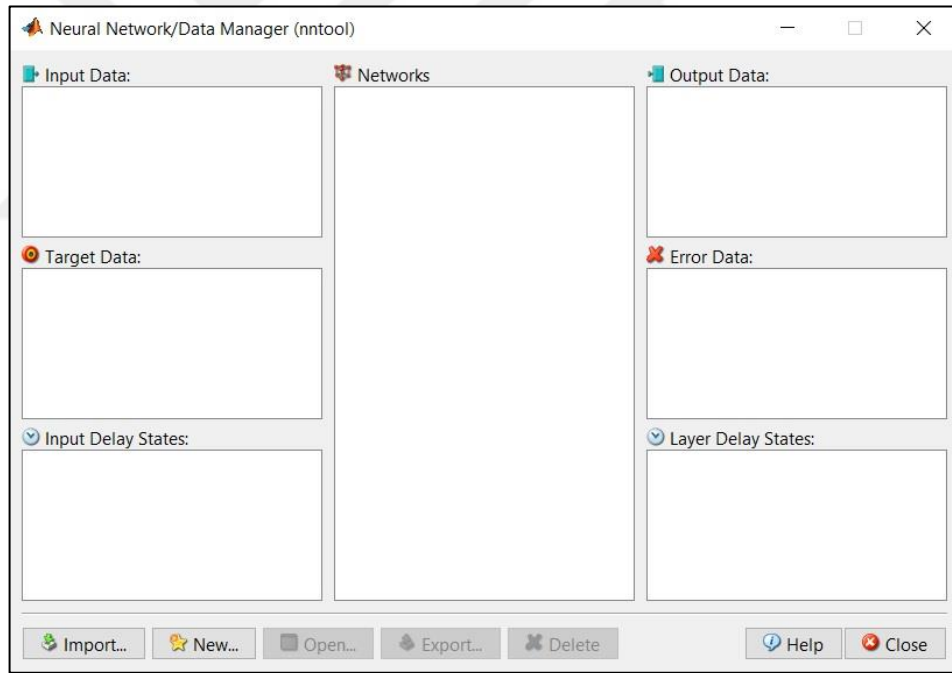 Neural Network/Data Manager (nntool)
Input Data:
Networks
Output Data:
Target Data:
Error Data:
Input Delay States:
Layer Delay States:
Import...
New...
Open...
Export...
Delete
Help
Close